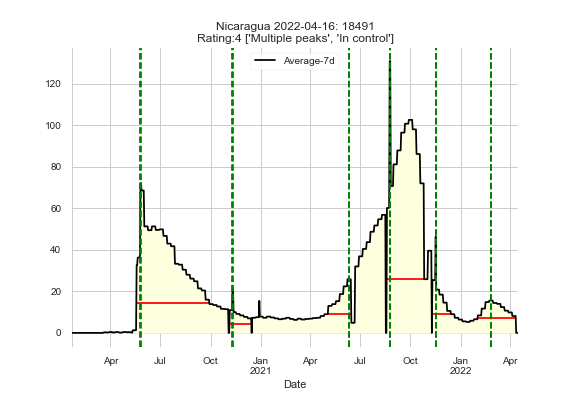 Nicaragua 2022-04-16: 18491
Rating:4 ['Multiple peaks', 'In control']
Average-7d
120
100
80
60
40
20
0
Apr
Jul
Oct
Jan
2021
Apr
Jul
Oct
Jan
2022
Apr
Date